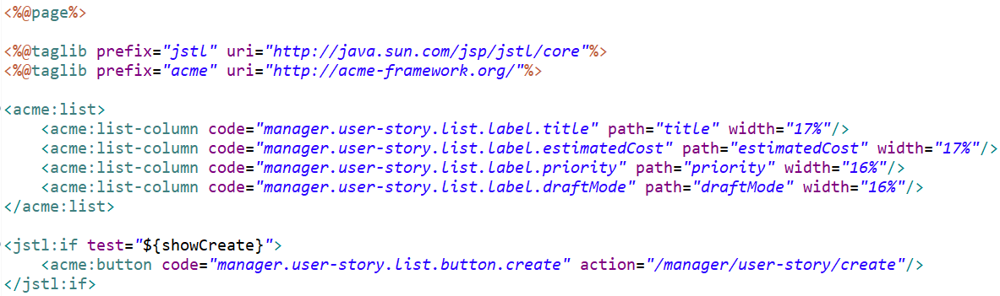 <%@page%>
<%@taglib prefix="jstl" uri="http://java.sun.com/jsp/jstl/core"%>
<%@taglib prefix="acme" uri="http://acme-framework.org/"%>
<acme:list>
    <acme:list-column code="manager.user-story.list.label.title" path="title" width="17%"/>
    <acme:list-column code="manager.user-story.list.label.estimatedCost" path="estimatedCost" width="17%"/>
    <acme:list-column code="manager.user-story.list.label.priority" path="priority" width="16%"/>
    <acme:list-column code="manager.user-story.list.label.draftMode" path="draftMode" width="16%"/>
</acme:list>
<jstl:if test="${showCreate}">
    <acme:button code="manager.user-story.list.button.create" action="/manager/user-story/create"/>
</jstl:if>